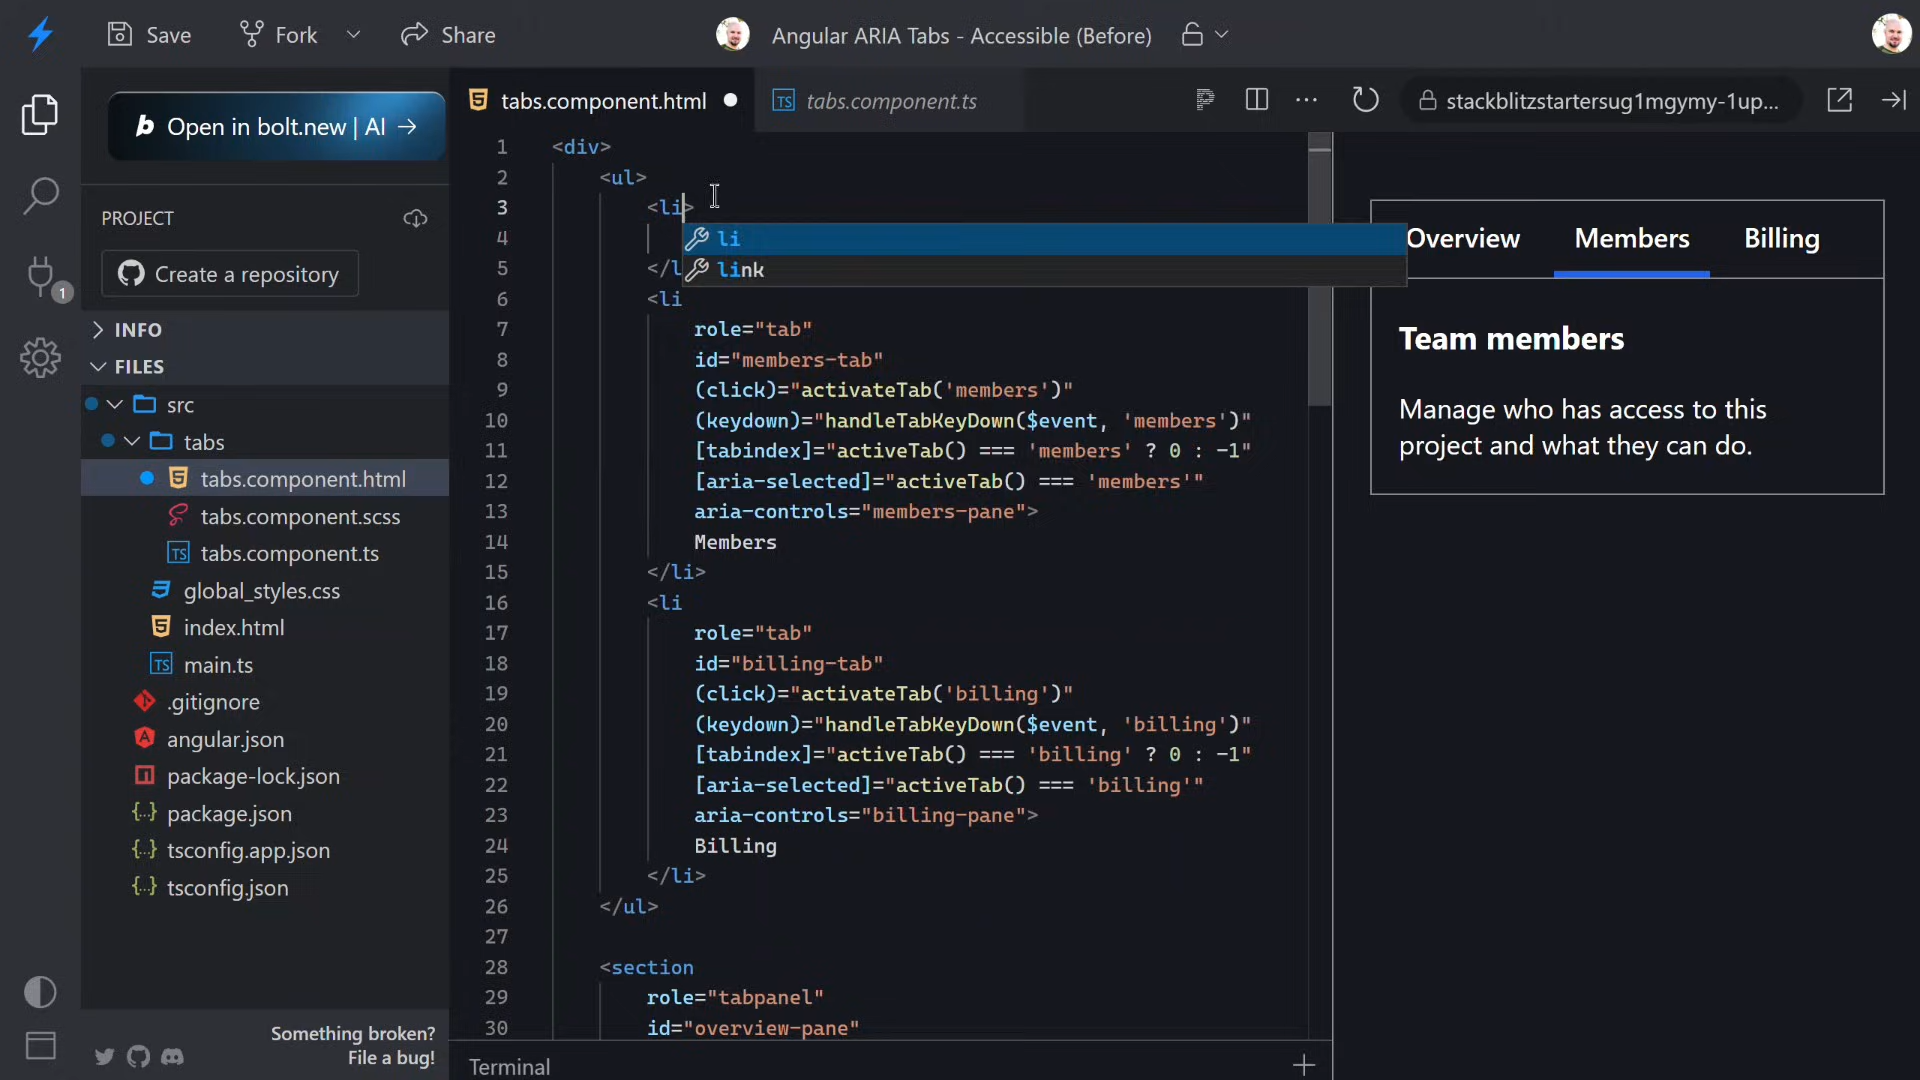 Save
Fork
Share
Angular ARIA Tabs - Accessible (Before)
Open in bolt.new | AI →
tabs.component.html
tabs.component.ts
stackblitzstartersug1mgymy-1up...
PROJECT
Create a repository
1
INFO
FILES
src
tabs
tabs.component.html
tabs.component.scss
tabs.component.ts
global_styles.css
index.html
main.ts
.gitignore
angular.json
package-lock.json
package.json
tsconfig.app.json
tsconfig.json
Something broken?
File a bug!
1 <div>
2 <ul>
3 <li>
4
5 </l
li
link
6 <li
7 role="tab"
8 id="members-tab"
9 (click)="activateTab('members')"
10 (keydown)="handleTabKeyDown($event, 'members')"
11 [tabindex]="activeTab() === 'members' ? 0 : -1"
12 [aria-selected]="activeTab() === 'members'"
13 aria-controls="members-pane">
14 Members
15 </li>
16 <li
17 role="tab"
18 id="billing-tab"
19 (click)="activateTab('billing')"
20 (keydown)="handleTabKeyDown($event, 'billing')"
21 [tabindex]="activeTab() === 'billing' ? 0 : -1"
22 [aria-selected]="activeTab() === 'billing'"
23 aria-controls="billing-pane">
24 Billing
25 </li>
26 </ul>
27
28 <section
29 role="tabpanel"
30 id="overview-pane"
Terminal
Overview Members Billing
Team members
Manage who has access to this
project and what they can do.